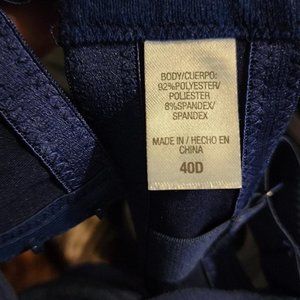 BODY/CUERPO:
92%POLYESTER/
POLIESTER
8%SPANDEX/
SPANDEX
MADE IN / HECHO EN
CHINA
40D